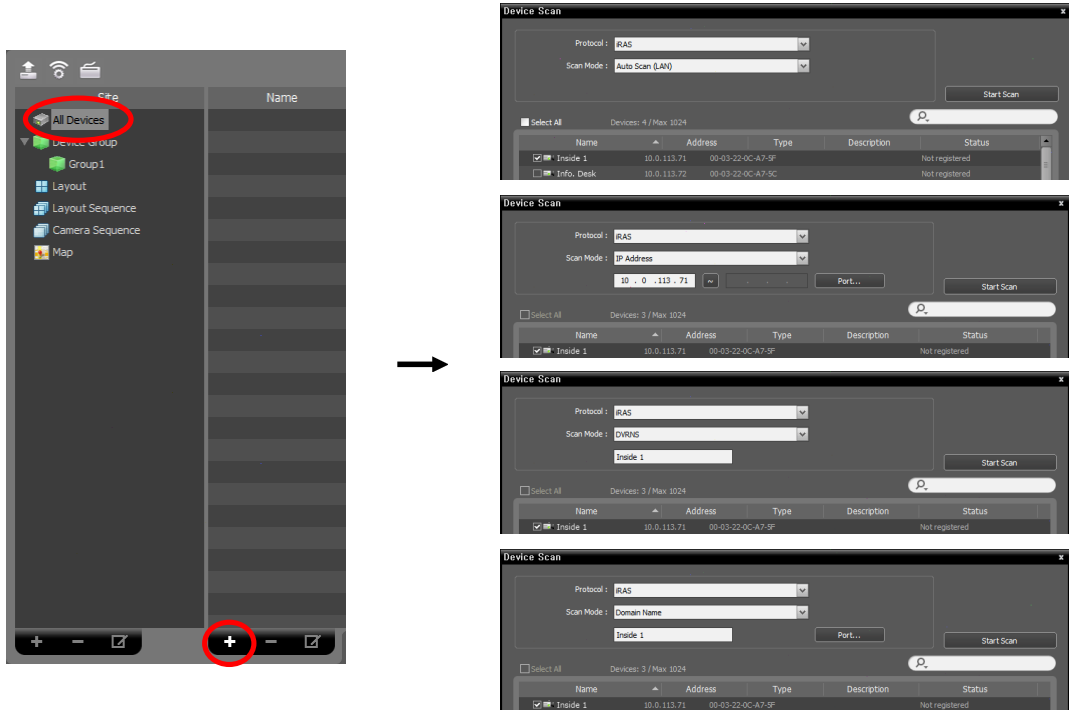 Site Name
All Devices
Device Group
Group1
Layout
Layout Sequence
Camera Sequence
Map
Device Scan x
Protocol : iRAS
Scan Mode : Auto Scan (LAN)
Start Scan
Select All Devices: 4 / Max 1024
Name Address Type Description Status
Inside 1 10.0.113.71 00-03-22-0C-A7-5F Not registered
Info. Desk 10.0.113.72 00-03-22-0C-A7-5C Not registered
Device Scan x
Protocol : iRAS
Scan Mode : IP Address
10 . 0 .113 . 71 ~ . . . Port...
Start Scan
Select All Devices: 3 / Max 1024
Name Address Type Description Status
Inside 1 10.0.113.71 00-03-22-0C-A7-5F Not registered
Device Scan x
Protocol : iRAS
Scan Mode : DVRNS
Inside 1
Start Scan
Select All Devices: 3 / Max 1024
Name Address Type Description Status
Inside 1 10.0.113.71 00-03-22-0C-A7-5F Not registered
Device Scan x
Protocol : iRAS
Scan Mode : Domain Name
Inside 1 Port...
Start Scan
Select All Devices: 3 / Max 1024
Name Address Type Description Status
Inside 1 10.0.113.71 00-03-22-0C-A7-5F Not registered